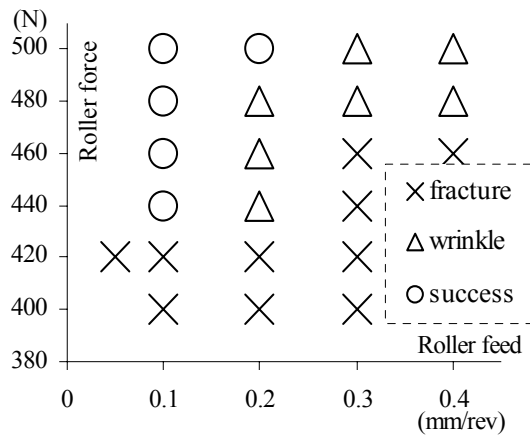 (N)
500
480
460
440
420
400
380
Roller force
fracture
wrinkle
success
Roller feed
0 0.1 0.2 0.3 0.4
(mm/rev)